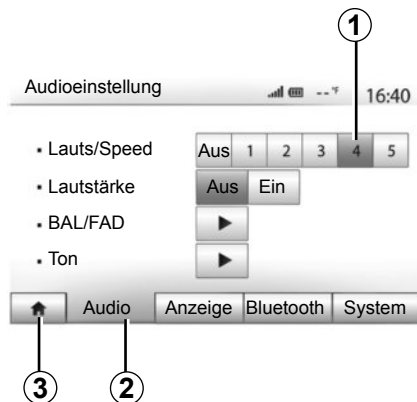 1
Audioeinstellung --°F 16:40
Lauts/Speed Aus 1 2 3 4 5
Lautstärke Aus Ein
BAL/FAD
Ton
Audio Anzeige Bluetooth System
3 2